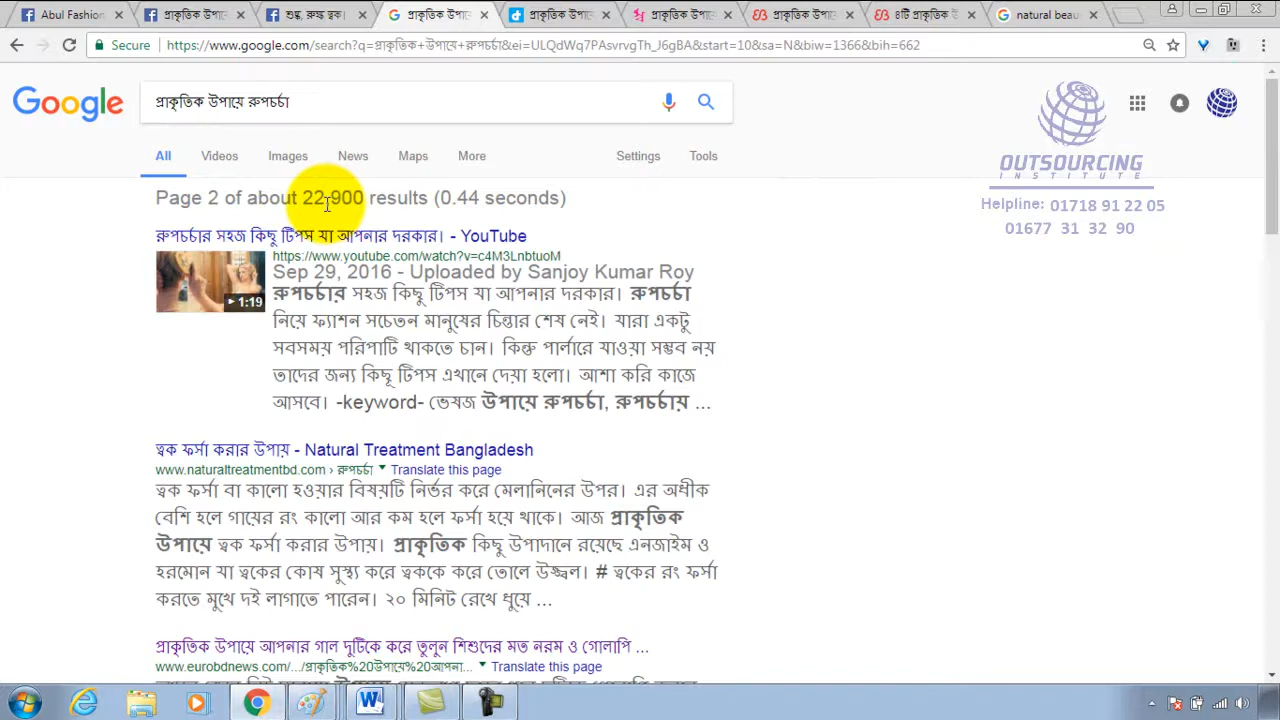 Abul Fashion
প্রাকৃতিক উপায়ে
শুষ্ক, রুক্ষ ত্বক।
প্রাকৃতিক উপায়ে
প্রাকৃতিক উপায়ে
প্রাকৃতিক উপায়ে
প্রাকৃতিক উপায়ে
৪টি প্রাকৃতিক উ
natural beau
Secure
https://www.google.com/search?q=প্রাকৃতিক+উপায়ে+রুপচর্চা&ei=ULQdWq7PAsvrvgTh_J6gBA&start=10&sa=N&biw=1366&bih=662
Google
প্রাকৃতিক উপায়ে রুপচর্চা
All Videos Images News Maps More Settings Tools
OUTSOURCING
INSTITUTE
Helpline: 01718 91 22 05
01677 31 32 90
Page 2 of about 22,900 results (0.44 seconds)
রুপচর্চার সহজ কিছু টিপস যা আপনার দরকার। - YouTube
https://www.youtube.com/watch?v=c4M3LnbtuoM
Sep 29, 2016 - Uploaded by Sanjoy Kumar Roy
1:19
রুপচর্চার সহজ কিছু টিপস যা আপনার দরকার। রুপচর্চা
নিয়ে ফ্যাশন সচেতন মানুষের চিন্তার শেষ নেই। যারা একটু
সবসময় পরিপাটি থাকতে চান। কিন্তু পার্লারে যাওয়া সম্ভব নয়
তাদের জন্য কিছূ টিপস এখানে দেয়া হলো। আশা করি কাজে
আসবে। -keyword- ভেষজ উপায়ে রুপচর্চা, রুপচর্চায় ...
ত্বক ফর্সা করার উপায় - Natural Treatment Bangladesh
www.naturaltreatmentbd.com › রুপচর্চা Translate this page
ত্বক ফর্সা বা কালো হওয়ার বিষয়টি নির্ভর করে মেলানিনের উপর। এর অধীক
বেশি হলে গায়ের রং কালো আর কম হলে ফর্সা হয়ে থাকে। আজ প্রাকৃতিক
উপায়ে ত্বক ফর্সা করার উপায়। প্রাকৃতিক কিছু উপাদানে রয়েছে এনজাইম ও
হরমোন যা ত্বকের কোষ সুস্থ্য করে ত্বককে করে তোলে উজ্জ্বল। # ত্বকের রং ফর্সা
করতে মুখে দই লাগাতে পারেন। ২০ মিনিট রেখে ধুয়ে ...
প্রাকৃতিক উপায়ে আপনার গাল দুটিকে করে তুলুন শিশুদের মত নরম ও গোলাপি ...
www.eurobdnews.com/.../প্রাকৃতিক%20উপায়ে%20আপনা... Translate this page